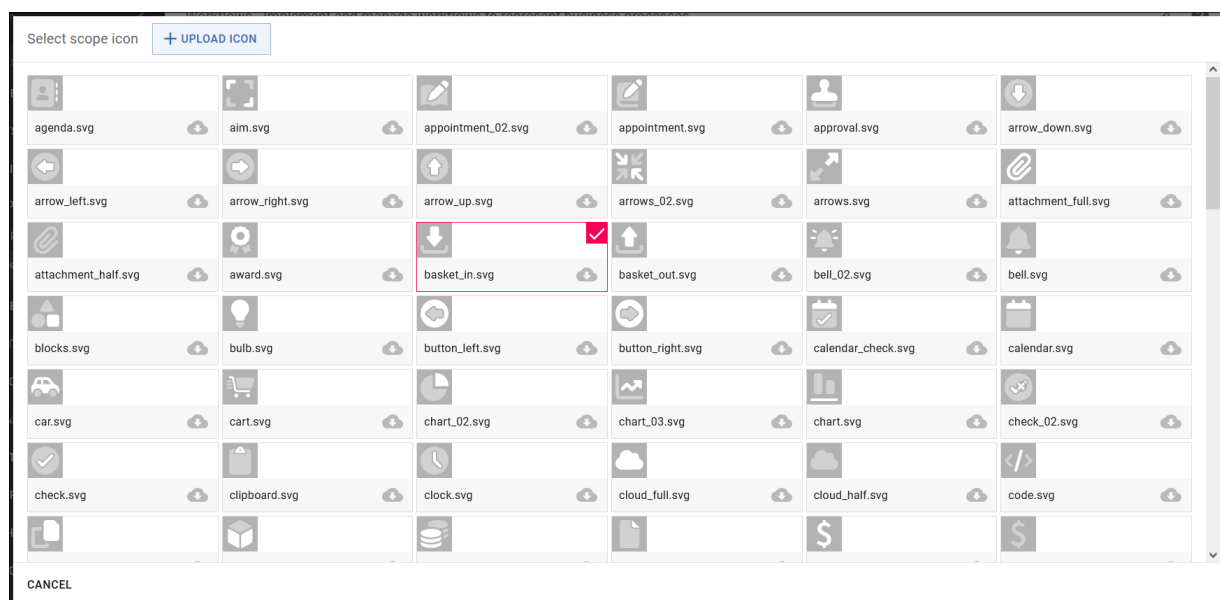 Select scope icon + UPLOAD ICON
agenda.svg aim.svg appointment_02.svg appointment.svg approval.svg arrow_down.svg
arrow_left.svg arrow_right.svg arrow_up.svg arrows_02.svg arrows.svg attachment_full.svg
attachment_half.svg award.svg basket_in.svg basket_out.svg bell_02.svg bell.svg
blocks.svg bulb.svg button_left.svg button_right.svg calendar_check.svg calendar.svg
car.svg cart.svg chart_02.svg chart_03.svg chart.svg check_02.svg
check.svg clipboard.svg clock.svg cloud_full.svg cloud_half.svg code.svg
CANCEL